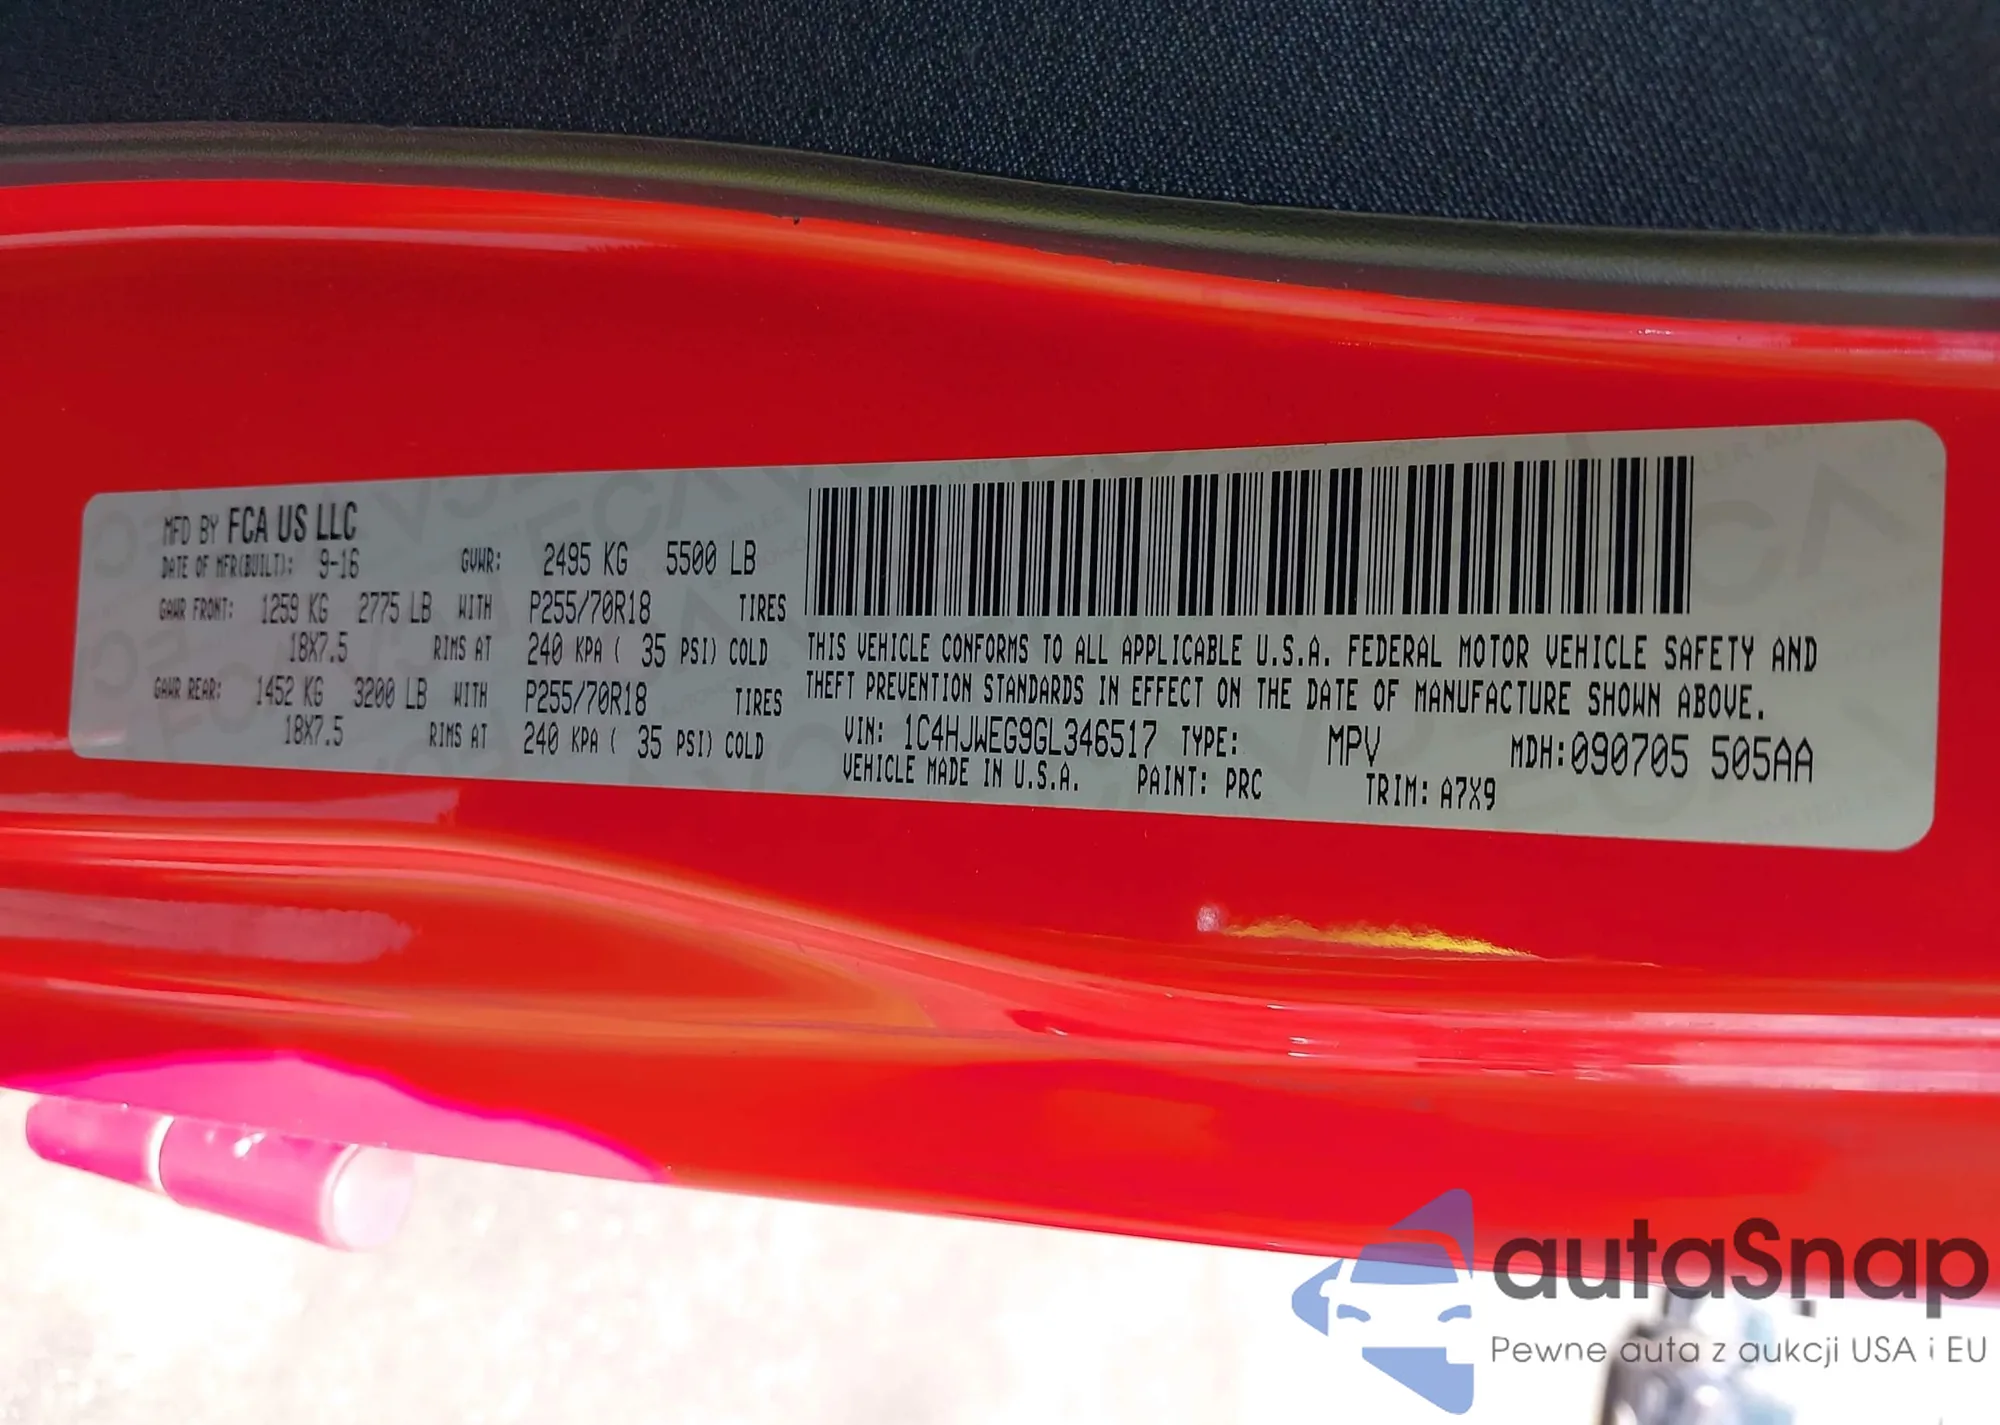 MFD BY FCA US LLC
DATE OF MFR(BUILT): 9-16 GVWR: 2495 KG 5500 LB
GAWR FRONT: 1259 KG 2775 LB WITH P255/70R18 TIRES
18X7.5 RIMS AT 240 KPA ( 35 PSI) COLD
GAWR REAR: 1452 KG 3200 LB WITH P255/70R18 TIRES
18X7.5 RIMS AT 240 KPA ( 35 PSI) COLD
THIS VEHICLE CONFORMS TO ALL APPLICABLE U.S.A. FEDERAL MOTOR VEHICLE SAFETY AND
THEFT PREVENTION STANDARDS IN EFFECT ON THE DATE OF MANUFACTURE SHOWN ABOVE.
VIN: 1C4HJWEG9GL346517 TYPE: MPV MDH:090705 505AA
VEHICLE MADE IN U.S.A. PAINT: PRC TRIM: A7X9
autaSnap
Pewne auta z aukcji USA i EU